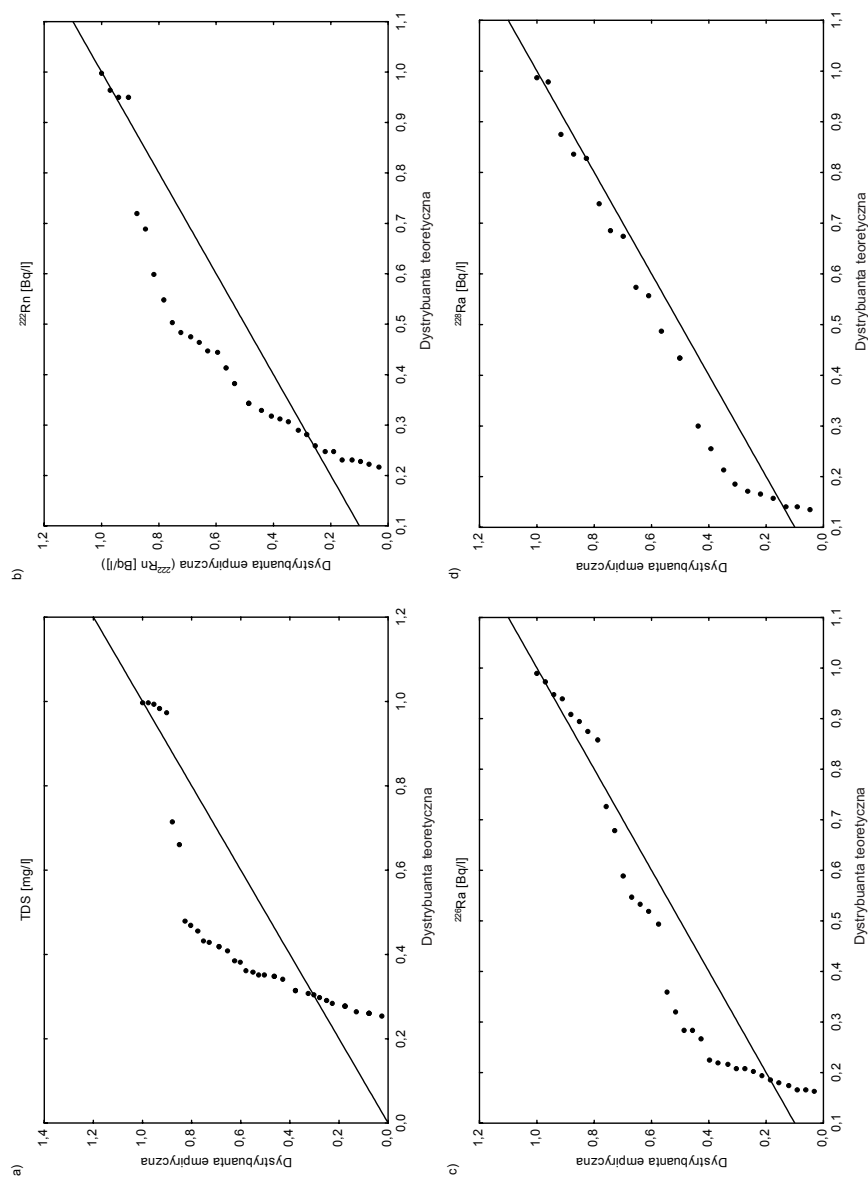 a)
TDS [mg/l]
Dystrybuanta empiryczna
1,4
1,2
1,0
0,8
0,6
0,4
0,2
0,0
0,0 0,2 0,4 0,6 0,8 1,0 1,2
Dystrybuanta teoretyczna
b)
²²²Rn [Bq/l]
Dystrybuanta empiryczna (²²²Rn [Bq/l])
1,2
1,0
0,8
0,6
0,4
0,2
0,0
0,1 0,2 0,3 0,4 0,5 0,6 0,7 0,8 0,9 1,0 1,1
Dystrybuanta teoretyczna
c)
²²⁶Ra [Bq/l]
Dystrybuanta empiryczna
1,2
1,0
0,8
0,6
0,4
0,2
0,0
0,1 0,2 0,3 0,4 0,5 0,6 0,7 0,8 0,9 1,0 1,1
Dystrybuanta teoretyczna
d)
²²⁸Ra [Bq/l]
Dystrybuanta empiryczna
1,2
1,0
0,8
0,6
0,4
0,2
0,0
0,1 0,2 0,3 0,4 0,5 0,6 0,7 0,8 0,9 1,0 1,1
Dystrybuanta teoretyczna